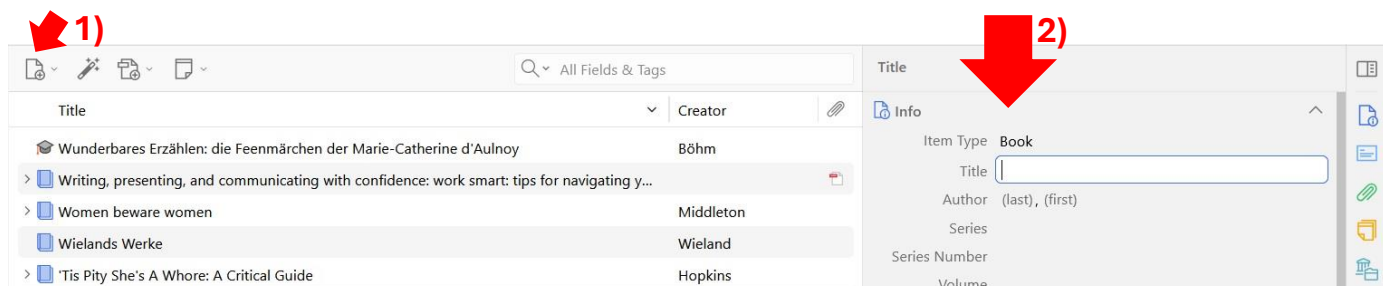 1)
2)
All Fields & Tags
Title
Title
Creator
Info
Item Type Book
Wunderbares Erzählen: die Feenmärchen der Marie-Catherine d'Aulnoy
Böhm
Title
Writing, presenting, and communicating with confidence: work smart: tips for navigating y...
Author (last), (first)
Women beware women
Middleton
Series
Wielands Werke
Wieland
Series Number
'Tis Pity She's A Whore: A Critical Guide
Hopkins
Volume